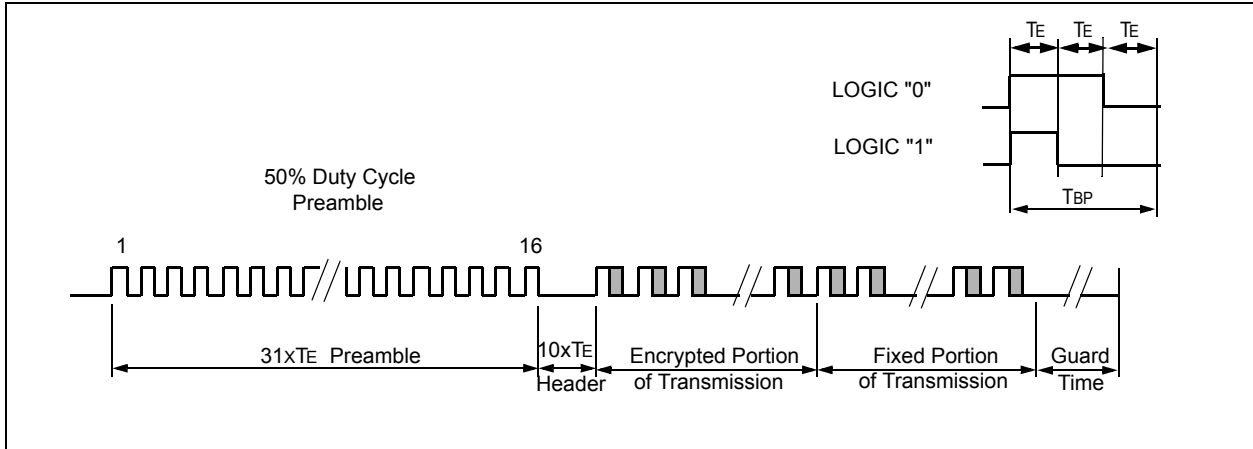 TE TE TE
LOGIC "0"
LOGIC "1"
TBP
50% Duty Cycle
Preamble
1 16
31xTE Preamble
10xTE
Header
Encrypted Portion
of Transmission
Fixed Portion
of Transmission
Guard
Time